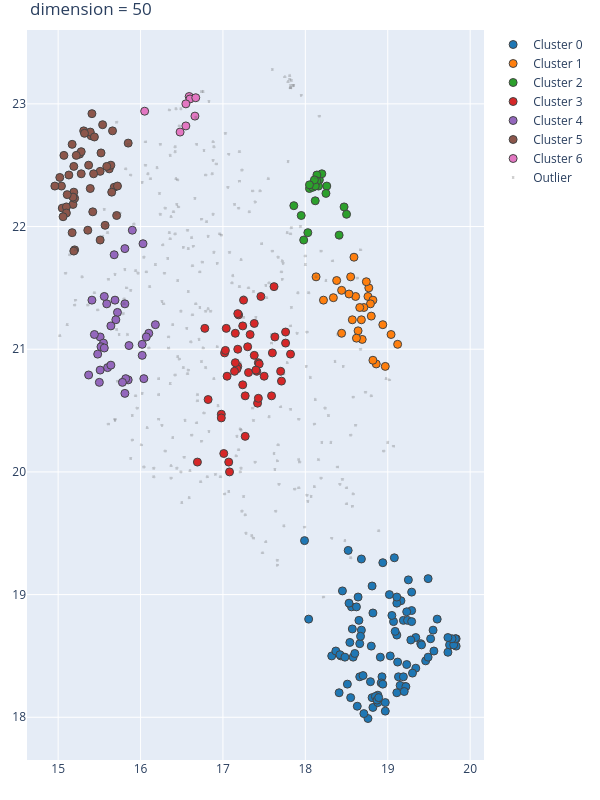 dimension = 50
Cluster 0
Cluster 1
Cluster 2
Cluster 3
Cluster 4
Cluster 5
Cluster 6
Outlier
23
22
21
20
19
18
15 16 17 18 19 20